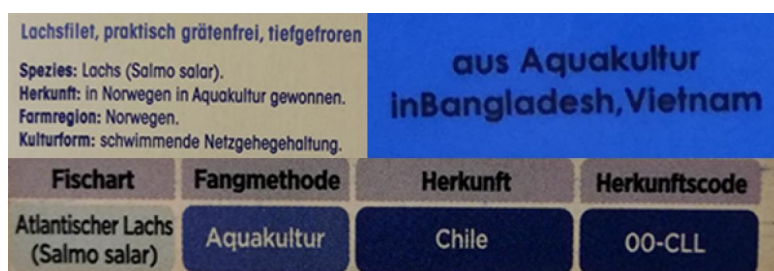 Lachsfilet, praktisch grätenfrei, tiefgefroren
Spezies: Lachs (Salmo salar).
Herkunft: in Norwegen in Aquakultur gewonnen.
Farmregion: Norwegen.
Kulturform: schwimmende Netzgehegehaltung.
aus Aquakultur
inBangladesh,Vietnam
Fischart Fangmethode Herkunft Herkunftscode
Atlantischer Lachs
(Salmo salar) Aquakultur Chile 00-CLL